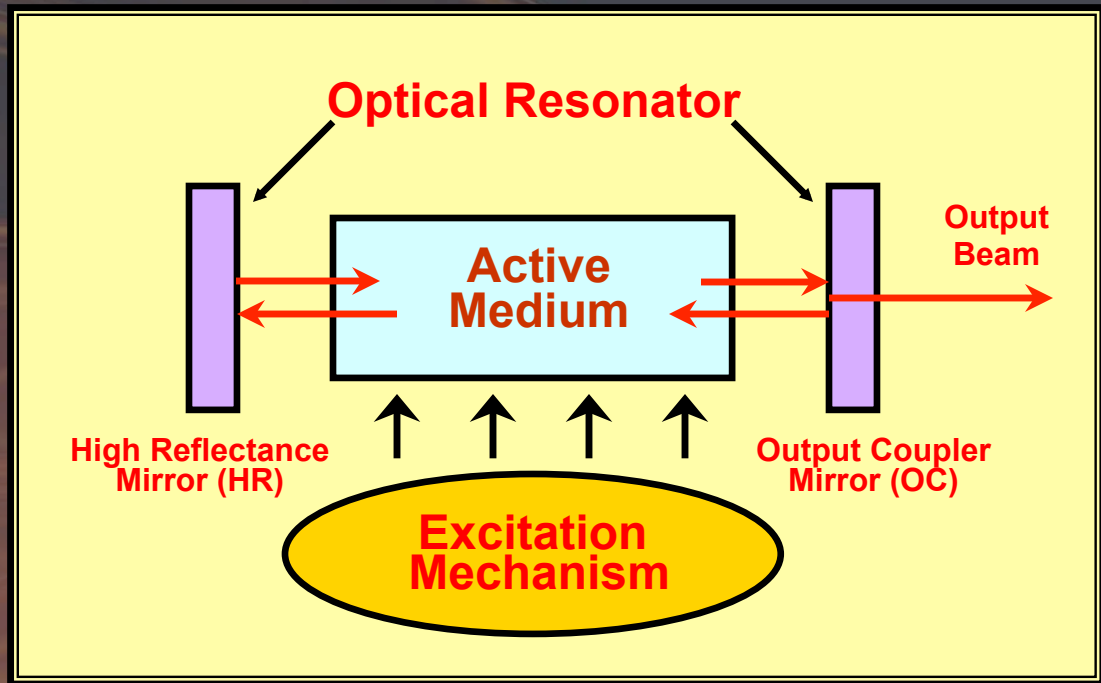 Optical Resonator
Active
Medium
Output
Beam
High Reflectance
Mirror (HR)
Output Coupler
Mirror (OC)
Excitation
Mechanism